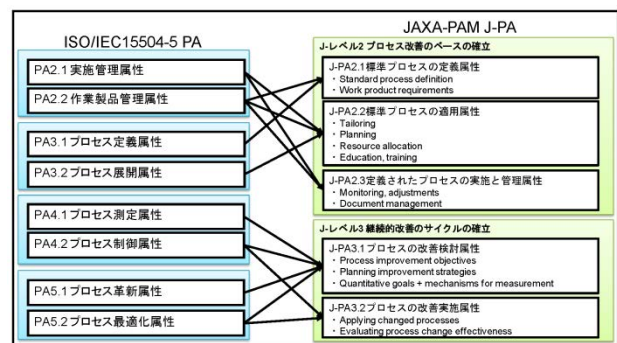 ISO/IEC15504-5 PA
PA2.1 実施管理属性
PA2.2 作業製品管理属性
PA3.1プロセス定義属性
PA3.2プロセス展開属性
PA4.1プロセス測定属性
PA4.2プロセス制御属性
PA5.1プロセス革新属性
PA5.2プロセス最適化属性
JAXA-PAM J-PA
J-レベル2 プロセス改善のベースの確立
J-PA2.1標準プロセスの定義属性
・Standard process definition
・Work product requirements
J-PA2.2標準プロセスの適用属性
・Tailoring
・Planning
・Resource allocation
・Education, training
J-PA2.3定義されたプロセスの実施と管理属性
・Monitoring, adjustments
・Document management
J-レベル3 継続的改善のサイクルの確立
J-PA3.1プロセスの改善検討属性
・Process improvement objectives
・Planning improvement strategies
・Quantitative goals + mechanisms for measurement
J-PA3.2プロセスの改善実施属性
・Applying changed processes
・Evaluating process change effectiveness